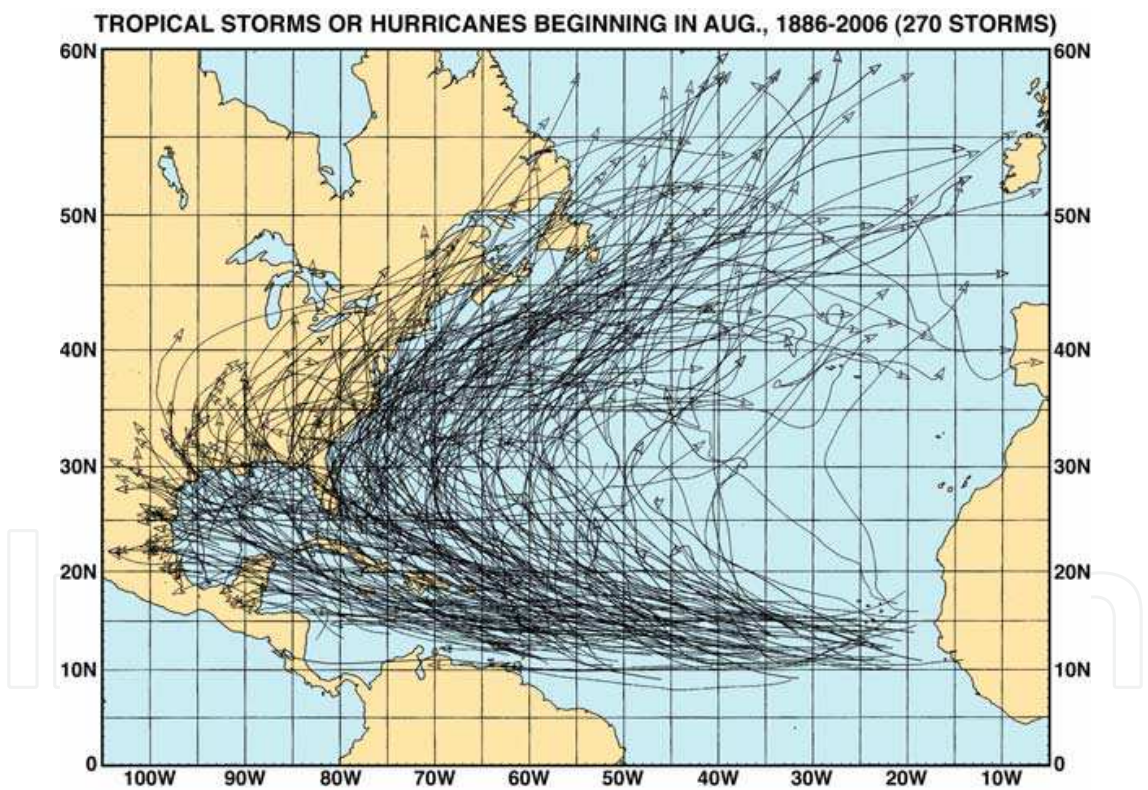 TROPICAL STORMS OR HURRICANES BEGINNING IN AUG., 1886-2006 (270 STORMS)
60N 60N
50N 50N
40N 40N
30N 30N
20N 20N
10N 10N
0 0
100W 90W 80W 70W 60W 50W 40W 30W 20W 10W